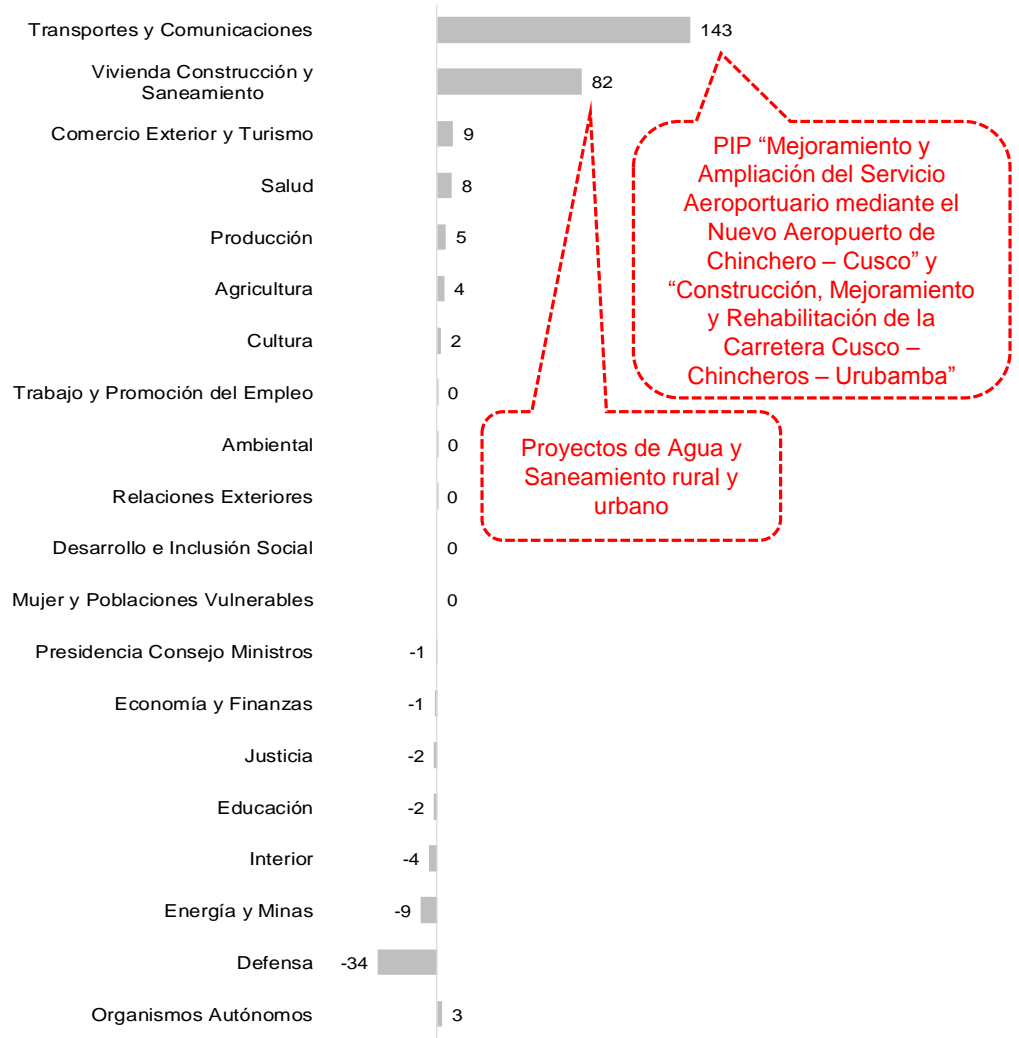 Transportes y Comunicaciones 143
Vivienda Construcción y
Saneamiento 82
Comercio Exterior y Turismo 9
Salud 8
Producción 5
Agricultura 4
Cultura 2
Trabajo y Promoción del Empleo 0
Ambiental 0
Relaciones Exteriores 0
Desarrollo e Inclusión Social 0
Mujer y Poblaciones Vulnerables 0
Presidencia Consejo Ministros -1
Economía y Finanzas -1
Justicia -2
Educación -2
Interior -4
Energía y Minas -9
Defensa -34
Organismos Autónomos 3
PIP “Mejoramiento y
Ampliación del Servicio
Aeroportuario mediante el
Nuevo Aeropuerto de
Chinchero – Cusco” y
“Construcción, Mejoramiento
y Rehabilitación de la
Carretera Cusco –
Chincheros – Urubamba”
Proyectos de Agua y
Saneamiento rural y
urbano